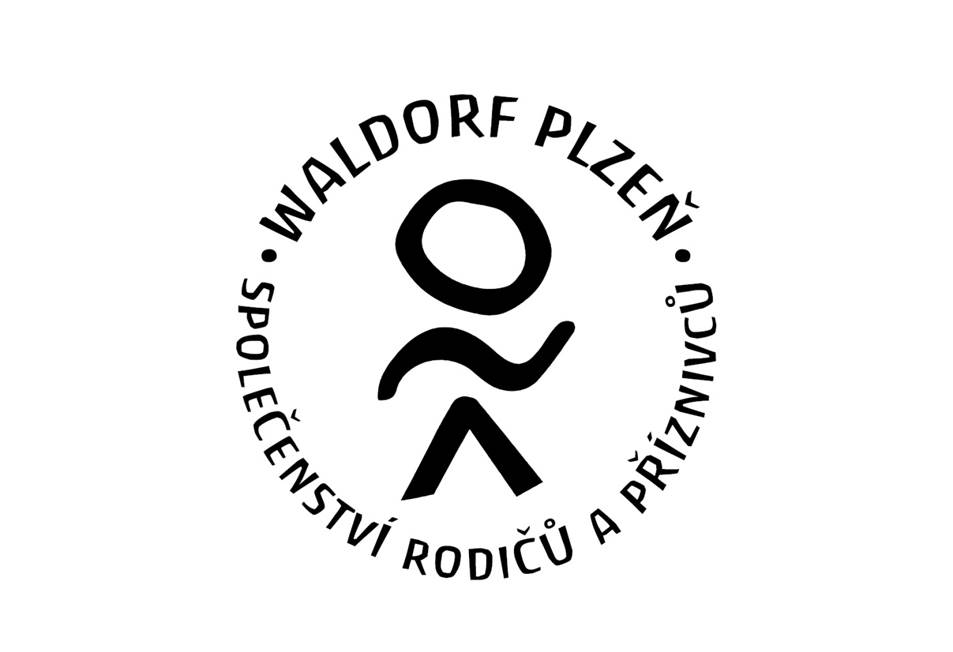 WALDORF PLZEŇ
SPOLEČENSTVÍ RODIČŮ A PŘÍZNIVCŮ